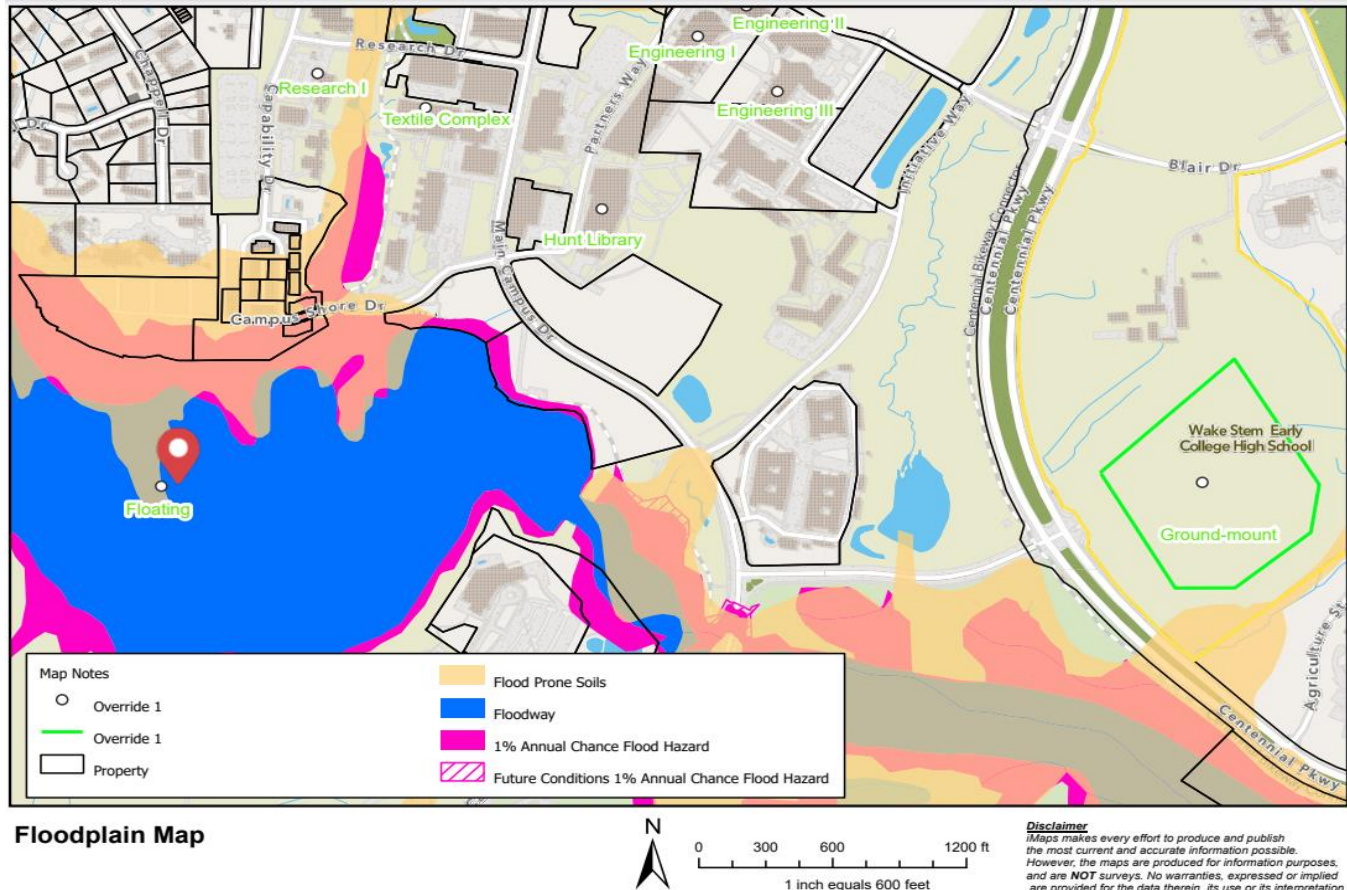 Engineering II
Engineering I
Research Dr
Chappell Dr
Capability Dr
Research I
Textile Complex
Partners Way
Engineering III
Initiative Way
Blair Dr
Dr
Centennial Bikeway Connector
Centennial Pkwy
Centennial Pkwy
Main Campus Dr
Hunt Library
Campus Shore Dr
Wake Stem Early
College High School
Floating
Ground-mount
Agriculture St
Centennial Pkwy
Map Notes
Override 1
Override 1
Property
Flood Prone Soils
Floodway
1% Annual Chance Flood Hazard
Future Conditions 1% Annual Chance Flood Hazard
Floodplain Map
N
0 300 600 1200 ft
1 inch equals 600 feet
Disclaimer
iMaps makes every effort to produce and publish
the most current and accurate information possible.
However, the maps are produced for information purposes,
and are NOT surveys. No warranties, expressed or implied
,are provided for the data therein, its use or its interpretation